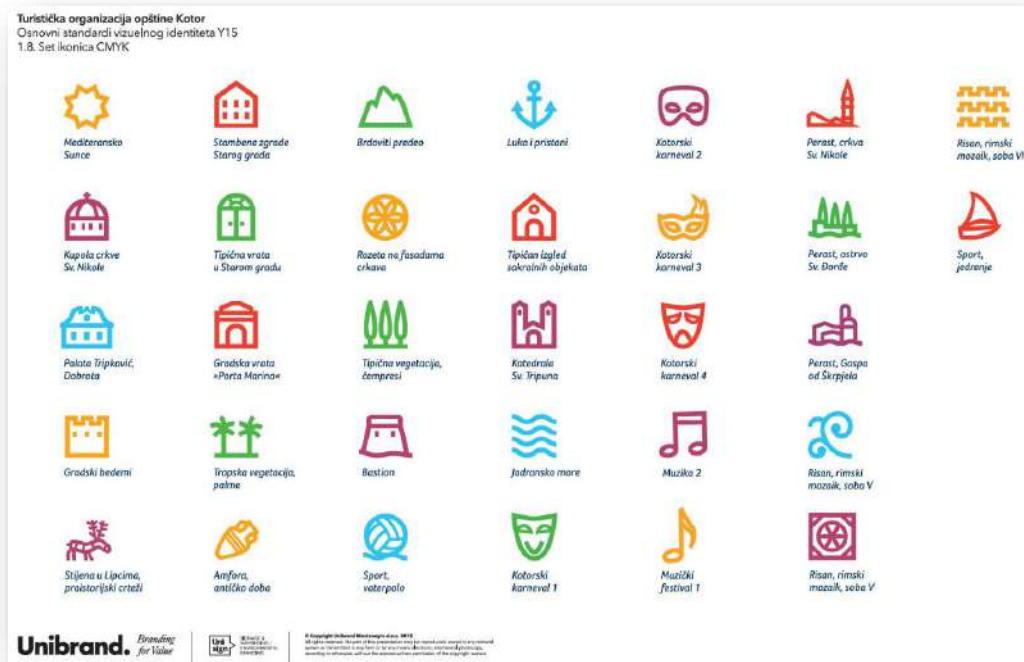 Turistička organizacija opštine Kotor
Osnovni standardi vizuelnog identiteta Y15
1.8. Set ikonica CMYK
Mediteransko
Sunce
Stambene zgrade
Starog grada
Brdoviti predeo
Luka i pristani
Kotorski
karneval 2
Perast, crkva
Sv. Nikole
Risan, rimski
mozaik, soba VI
Kupola crkve
Sv. Nikole
Tipična vrata
u Starom gradu
Rozeta na fasadama
crkava
Tipičan izgled
sakralnih objekata
Kotorski
karneval 3
Perast, ostrvo
Sv. Đorđe
Sport,
jedrenje
Palata Tripković,
Dobrota
Gradska vrata
»Porta Marina«
Tipična vegetacija,
čempresi
Katedrala
Sv. Tripuna
Kotorski
karneval 4
Perast, Gospa
od Škrpjela
Gradski bedemi
Tropska vegetacija,
palme
Bastion
Jadransko more
Muzika 2
Risan, rimski
mozaik, soba V
Stijena u Lipcima,
praistorijski crteži
Amfora,
antičko doba
Sport,
vaterpolo
Kotorski
karneval 1
Muzički
festival 1
Risan, rimski
mozaik, soba V
Unibrand.
Branding
for Value
Uni
sign